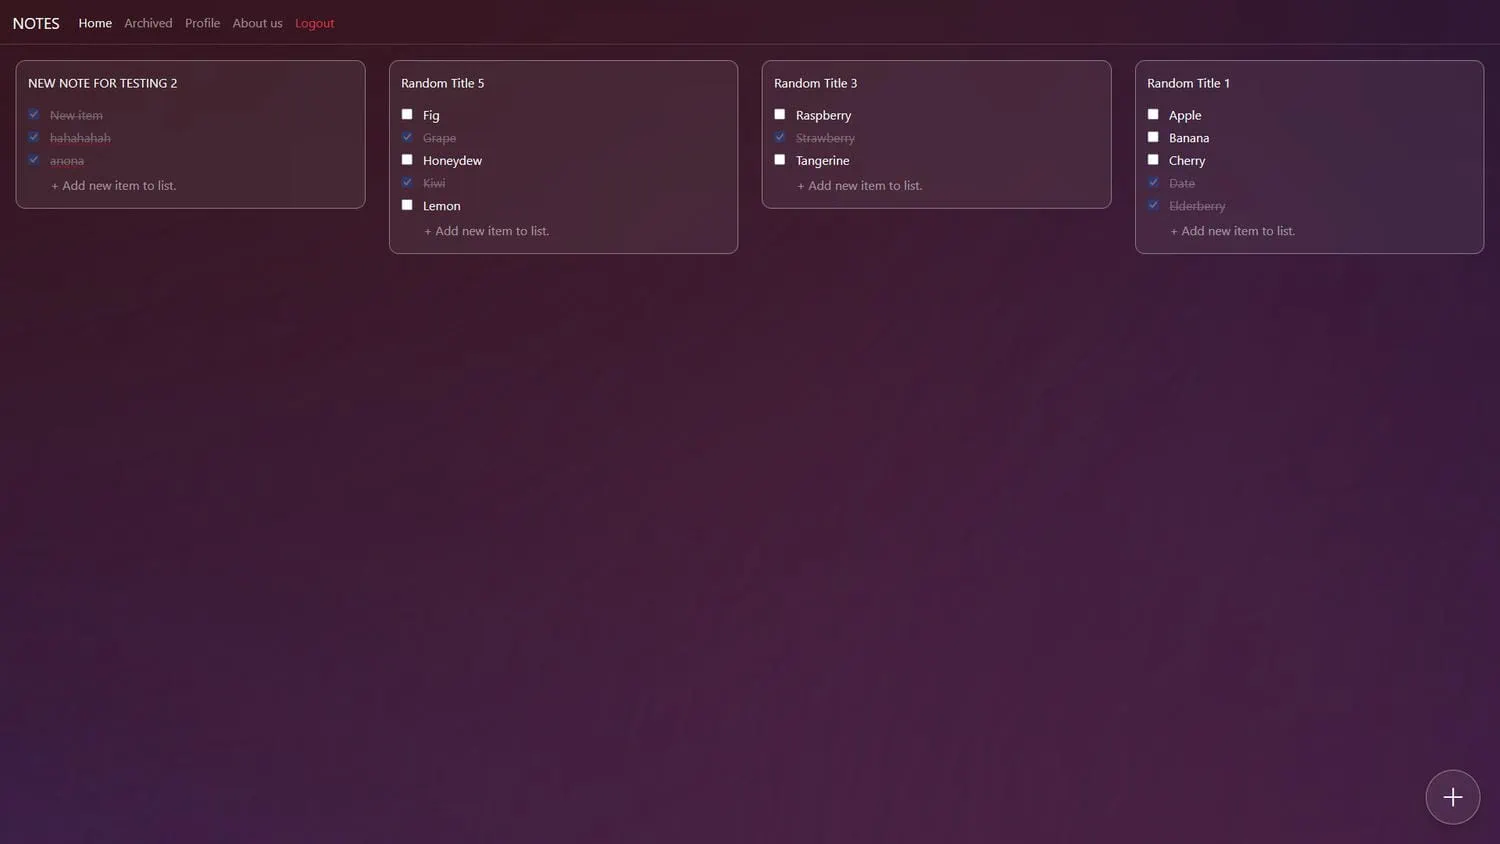 NOTES Home Archived Profile About us Logout
NEW NOTE FOR TESTING 2
New item
hahahahah
anona
+ Add new item to list.
Random Title 5
Fig
Grape
Honeydew
Kiwi
Lemon
+ Add new item to list.
Random Title 3
Raspberry
Strawberry
Tangerine
+ Add new item to list.
Random Title 1
Apple
Banana
Cherry
Date
Elderberry
+ Add new item to list.